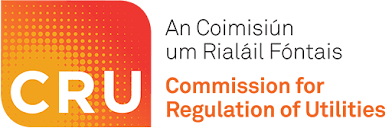 CRU
An Coimisiún
um Rialáil Fóntais
Commission for
Regulation of Utilities